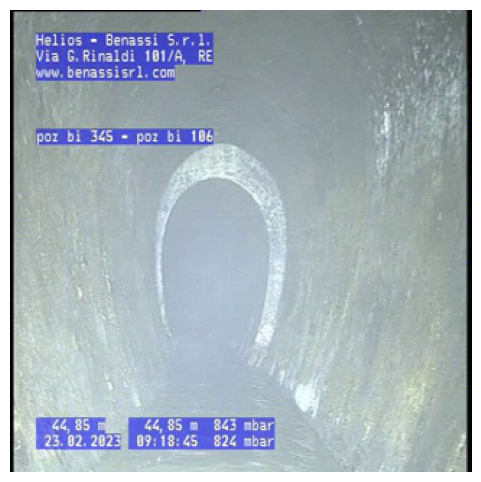 Helios - Benassi S.r.l.
Via G.Rinaldi 101/A, RE
www.benassisrl.com
poz bi 345 - poz bi 106
44,85 m 44,85 m 843 mbar
23.02.2023 09:18:45 824 mbar